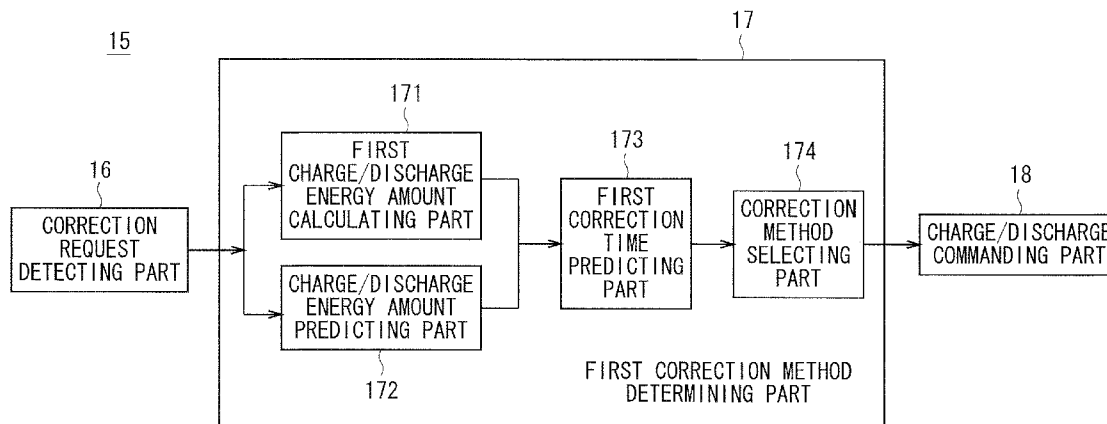 15
17
171
FIRST
CHARGE/DISCHARGE
ENERGY AMOUNT
CALCULATING PART
16
CORRECTION
REQUEST
DETECTING PART
CHARGE/DISCHARGE
ENERGY AMOUNT
PREDICTING PART
172
173
FIRST
CORRECTION
TIME
PREDICTING
PART
174
CORRECTION
METHOD
SELECTING
PART
18
CHARGE/DISCHARGE
COMMANDING PART
FIRST CORRECTION METHOD
DETERMINING PART